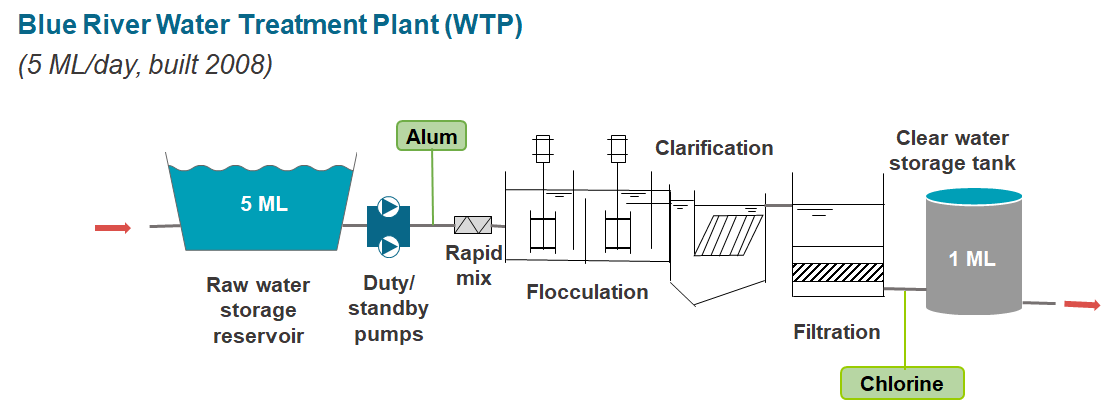 Blue River Water Treatment Plant (WTP)
(5 ML/day, built 2008)
Alum
Clarification
Clear water
storage tank
5 ML
Rapid
mix
1 ML
Raw water
storage
reservoir
Duty/
standby
pumps
Flocculation
Filtration
Chlorine